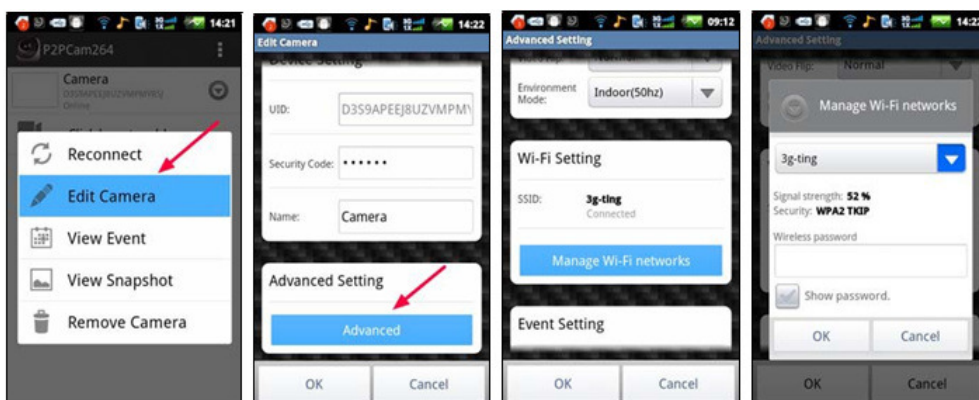 14:21
P2PCam264
Camera
Online
Reconnect
Edit Camera
View Event
View Snapshot
Remove Camera
14:22
Edit Camera
Device Setting
UID:
D3S9APEEJ8UZVMPM
Security Code:
••••••
Name:
Camera
Advanced Setting
Advanced
OK
Cancel
09:12
Advanced Setting
Environment
Mode:
Indoor(50hz)
Wi-Fi Setting
SSID:
3g-ting
Connected
Manage Wi-Fi networks
Event Setting
OK
Cancel
14:22
Advanced Setting
Video Flip:
Normal
Manage Wi-Fi networks
3g-ting
Signal strength: 52 %
Security: WPA2 TKIP
Wireless password
Show password.
OK
Cancel
OK
Cancel